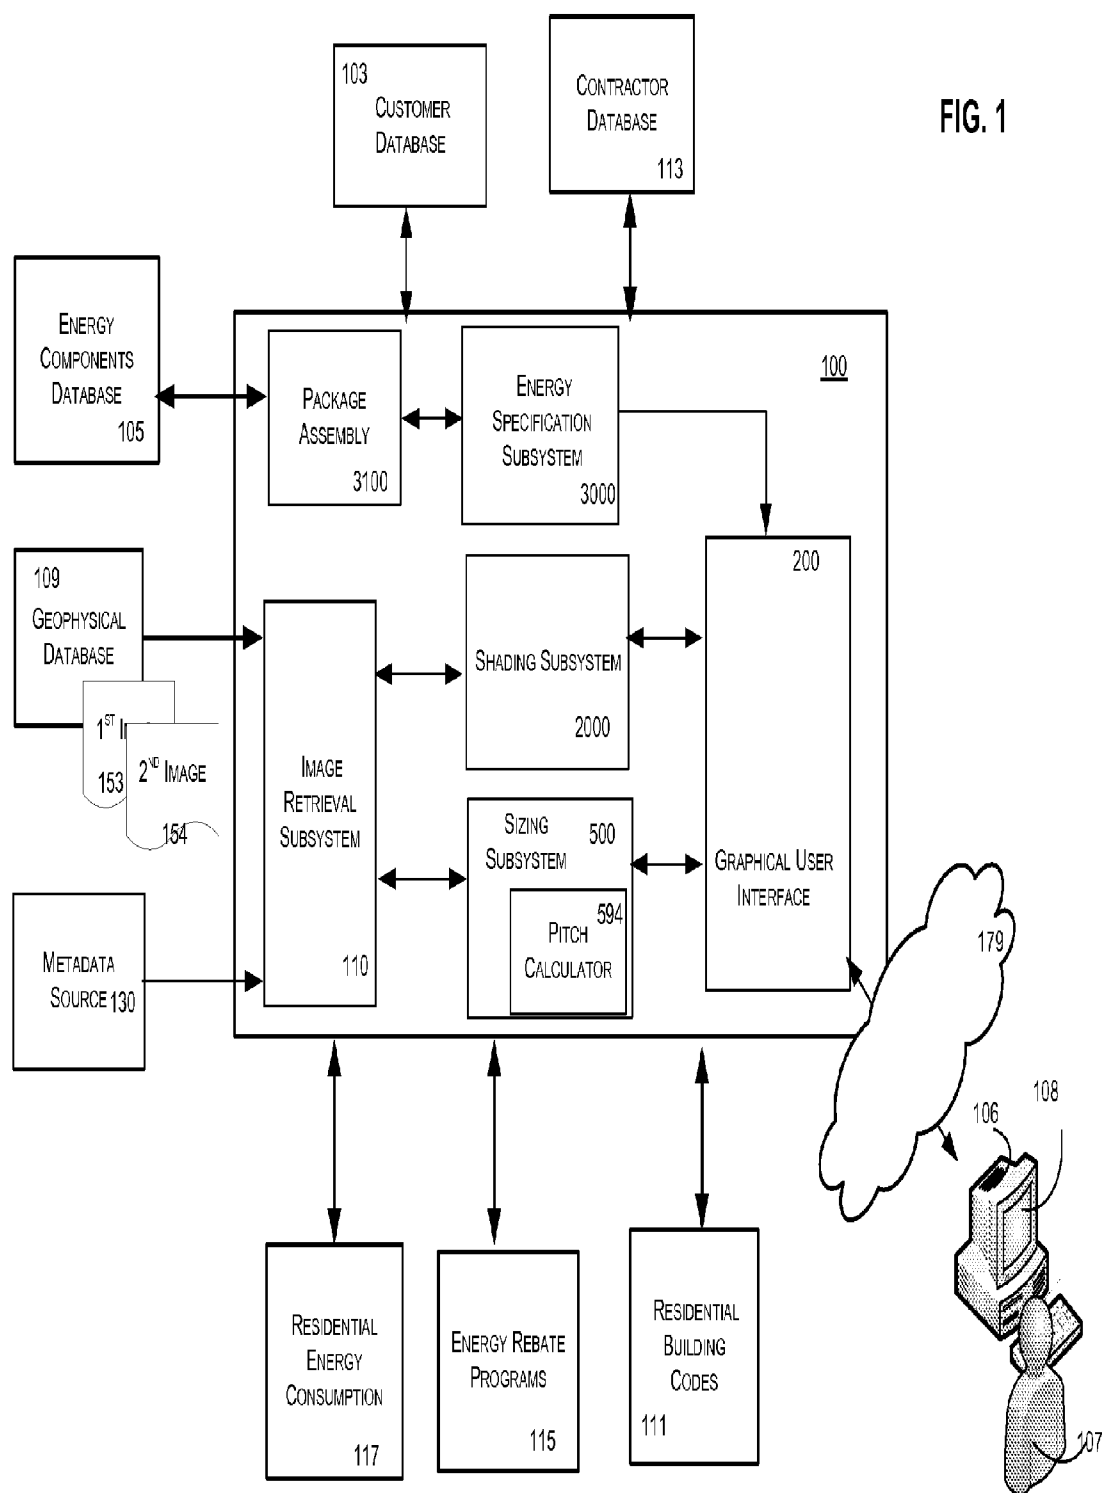 FIG. 1
103
CUSTOMER
DATABASE
CONTRACTOR
DATABASE
113
ENERGY
COMPONENTS
DATABASE
105
100
PACKAGE
ASSEMBLY
3100
ENERGY
SPECIFICATION
SUBSYSTEM
3000
109
GEOPHYSICAL
DATABASE
1ST I
153
2ND IMAGE
154
METADATA
SOURCE 130
IMAGE
RETRIEVAL
SUBSYSTEM
110
SHADING SUBSYSTEM
2000
SIZING
SUBSYSTEM
500
594
PITCH
CALCULATOR
200
GRAPHICAL USER
INTERFACE
179
106
108
107
RESIDENTIAL
ENERGY
CONSUMPTION
117
ENERGY REBATE
PROGRAMS
115
RESIDENTIAL
BUILDING
CODES
111